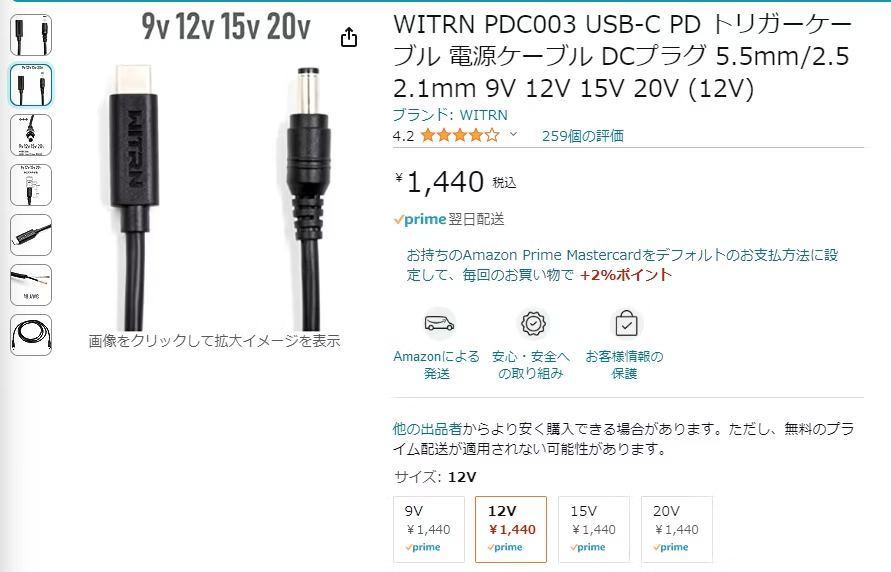 9v 12v 15v 20v
WITRN
画像をクリックして拡大イメージを表示
WITRN PDC003 USB-C PD トリガーケー
ブル 電源ケーブル DCプラグ 5.5mm/2.5
2.1mm 9V 12V 15V 20V (12V)
ブランド: WITRN
4.2
259個の評価
¥1,440 税込
prime 翌日配送
お持ちのAmazon Prime Mastercardをデフォルトのお支払方法に設
定して、毎回のお買い物で +2%ポイント
Amazonによる
発送
安心・安全へ
の取り組み
お客様情報の
保護
他の出品者からより安く購入できる場合があります。ただし、無料のプラ
イム配送が適用されない可能性があります。
サイズ: 12V
9V
¥1,440
prime
12V
¥1,440
prime
15V
¥1,440
prime
20V
¥1,440
prime